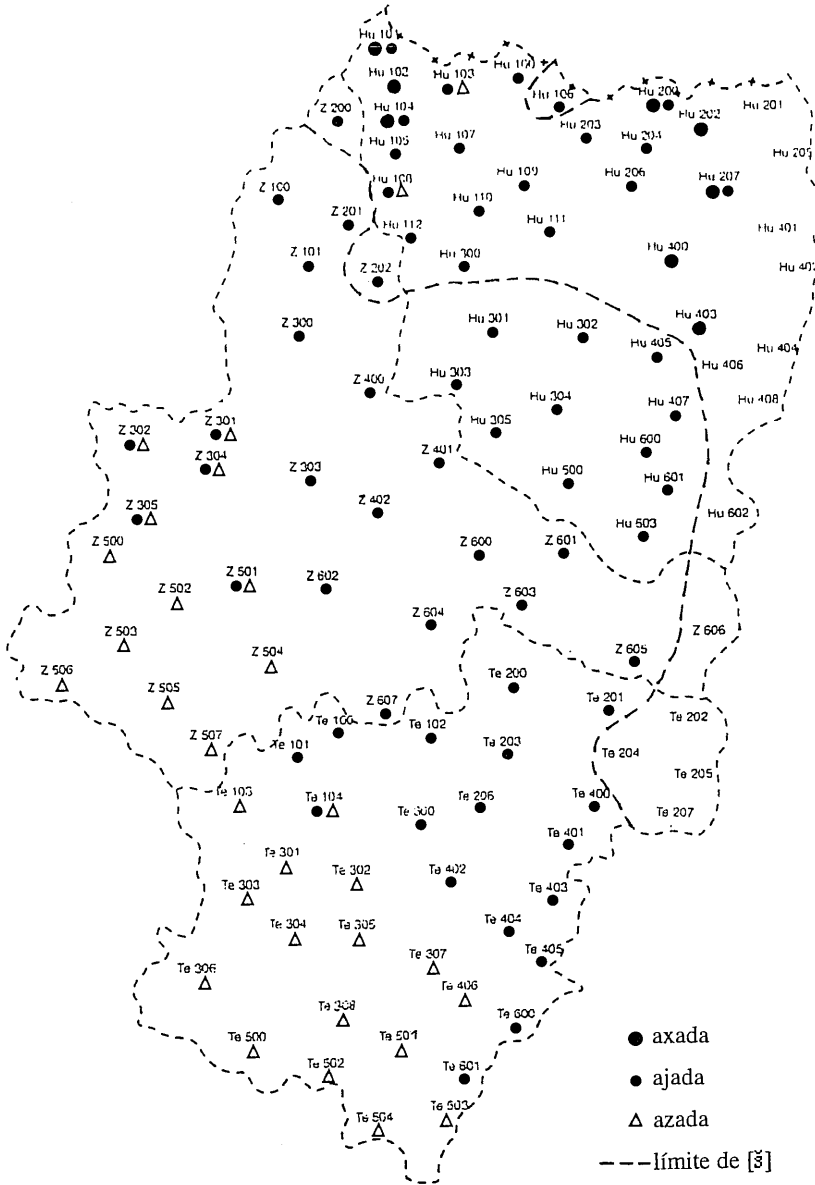 Hu 101
Hu 102
Hu 103
Hu 100
Hu 106
Hu 200
Hu 201
Z 200
Hu 104
Hu 202
Hu 203
Hu 204
Hu 107
Hu 205
Hu 109
Hu 206
Hu 207
Z 100
Hu 110
Z 201
Hu 112
Hu 111
Hu 401
Z 101
Z 202
Hu 300
Hu 400
Z 300
Hu 301
Hu 302
Hu 403
Hu 405
Hu 404
Hu 406
Z 400
Hu 303
Hu 304
Hu 407
Hu 408
Z 302
Z 301
Hu 305
Z 304
Z 401
Hu 600
Z 303
Hu 500
Hu 601
Z 305
Z 402
Hu 602
Z 500
Z 600
Z 601
Z 502
Z 501
Z 602
Z 603
Z 503
Z 604
Z 606
Z 504
Z 605
Z 506
Z 505
Te 200
Te 201
Te 202
Z 507
Z 607
Te 101
Te 102
Te 203
Te 204
Te 205
Te 103
Te 104
Te 206
Te 400
Te 207
Te 401
Te 301
Te 302
Te 402
Te 303
Te 403
Te 304
Te 305
Te 404
Te 405
Te 306
Te 307
Te 406
Te 308
Te 600
Te 500
Te 501
Te 502
Te 601
Te 504
Te 503
axada
ajada
azada
límite de [š]